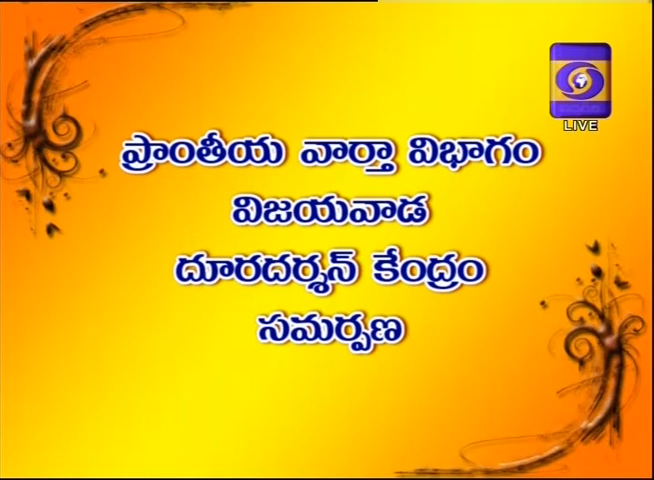 LIVE
ప్రాంతీయ వార్తా విభాగం
విజయవాడ
దూరదర్శన్ కేంద్రం
సమర్పణ